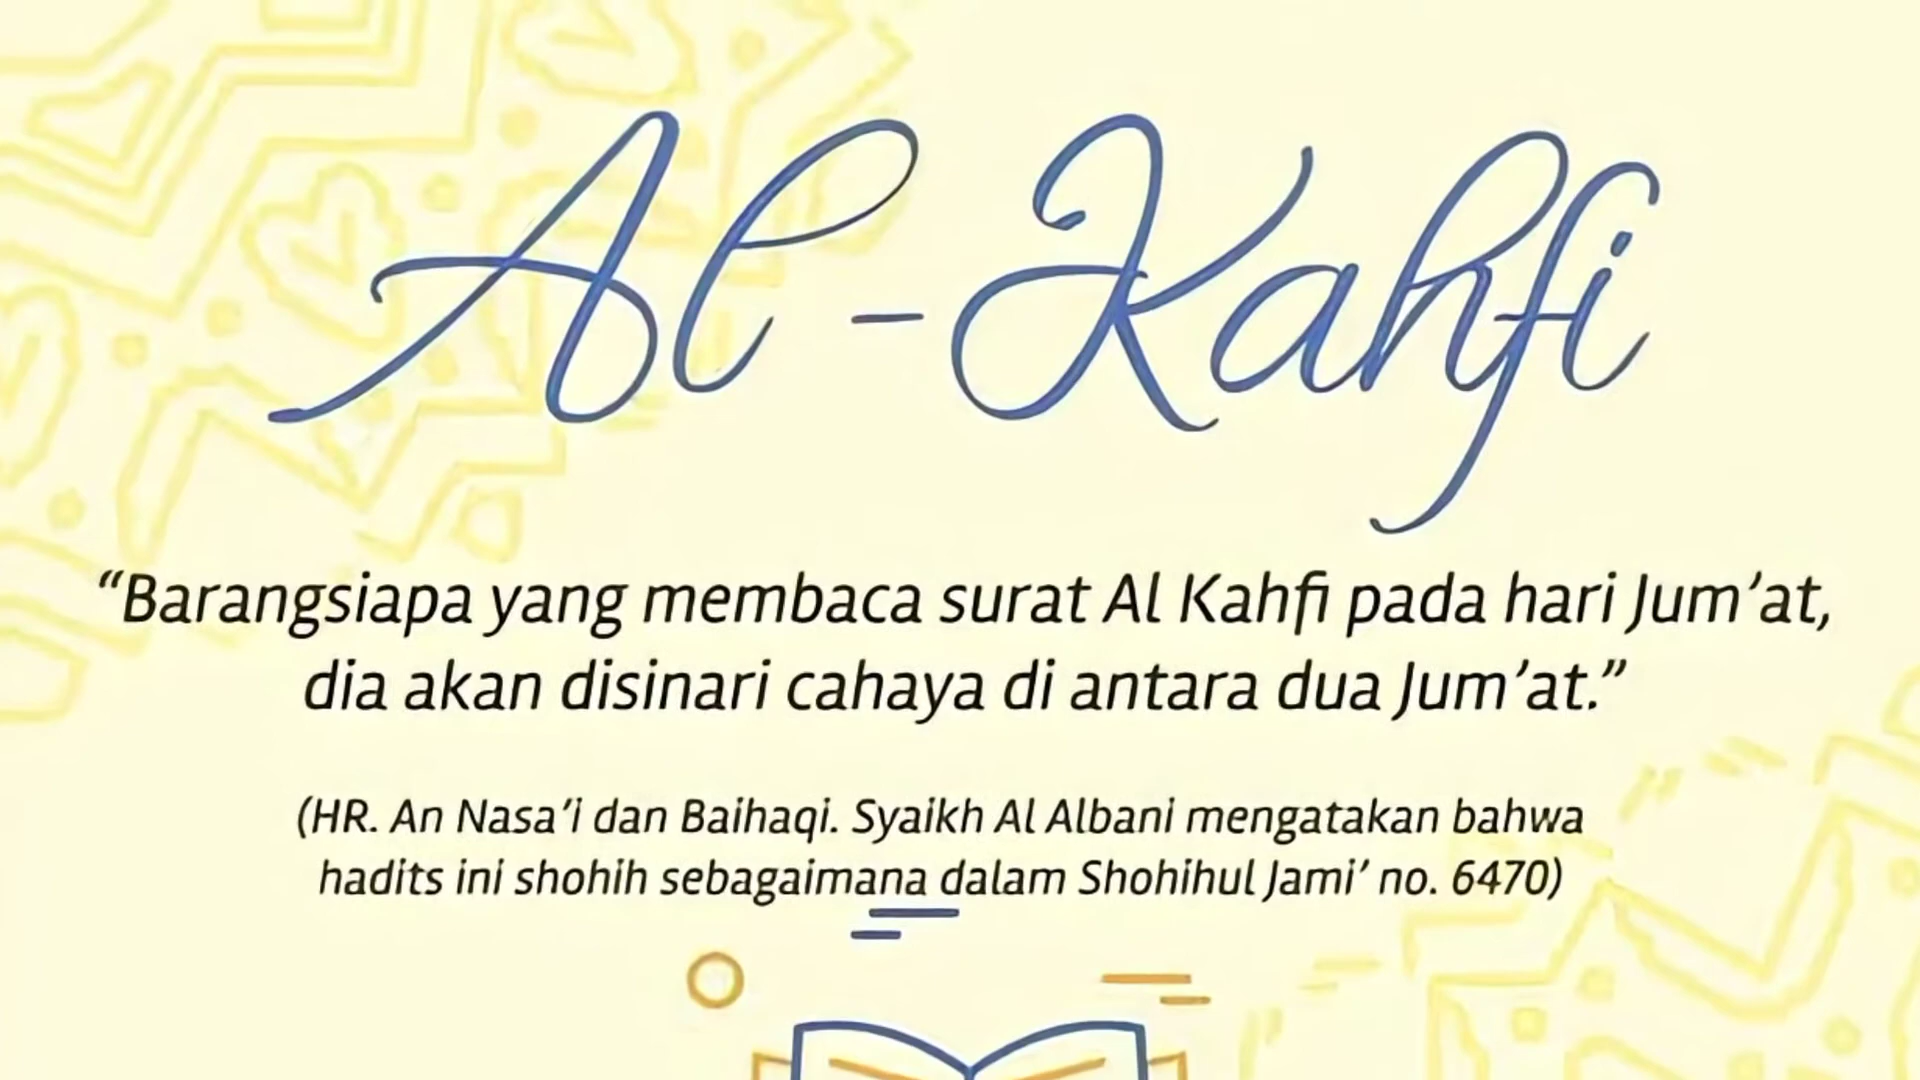 Al - Kahfi
“Barangsiapa yang membaca surat Al Kahfi pada hari Jum’at,
dia akan disinari cahaya di antara dua Jum’at.”
(HR. An Nasa’i dan Baihaqi. Syaikh Al Albani mengatakan bahwa
hadits ini shohih sebagaimana dalam Shohihul Jami’ no. 6470)